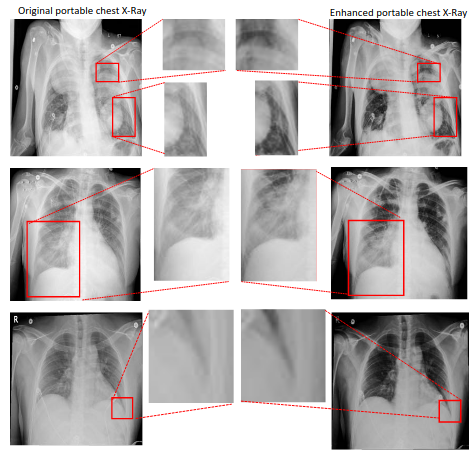 Original portable chest X-Ray
Enhanced portable chest X-Ray
R
R